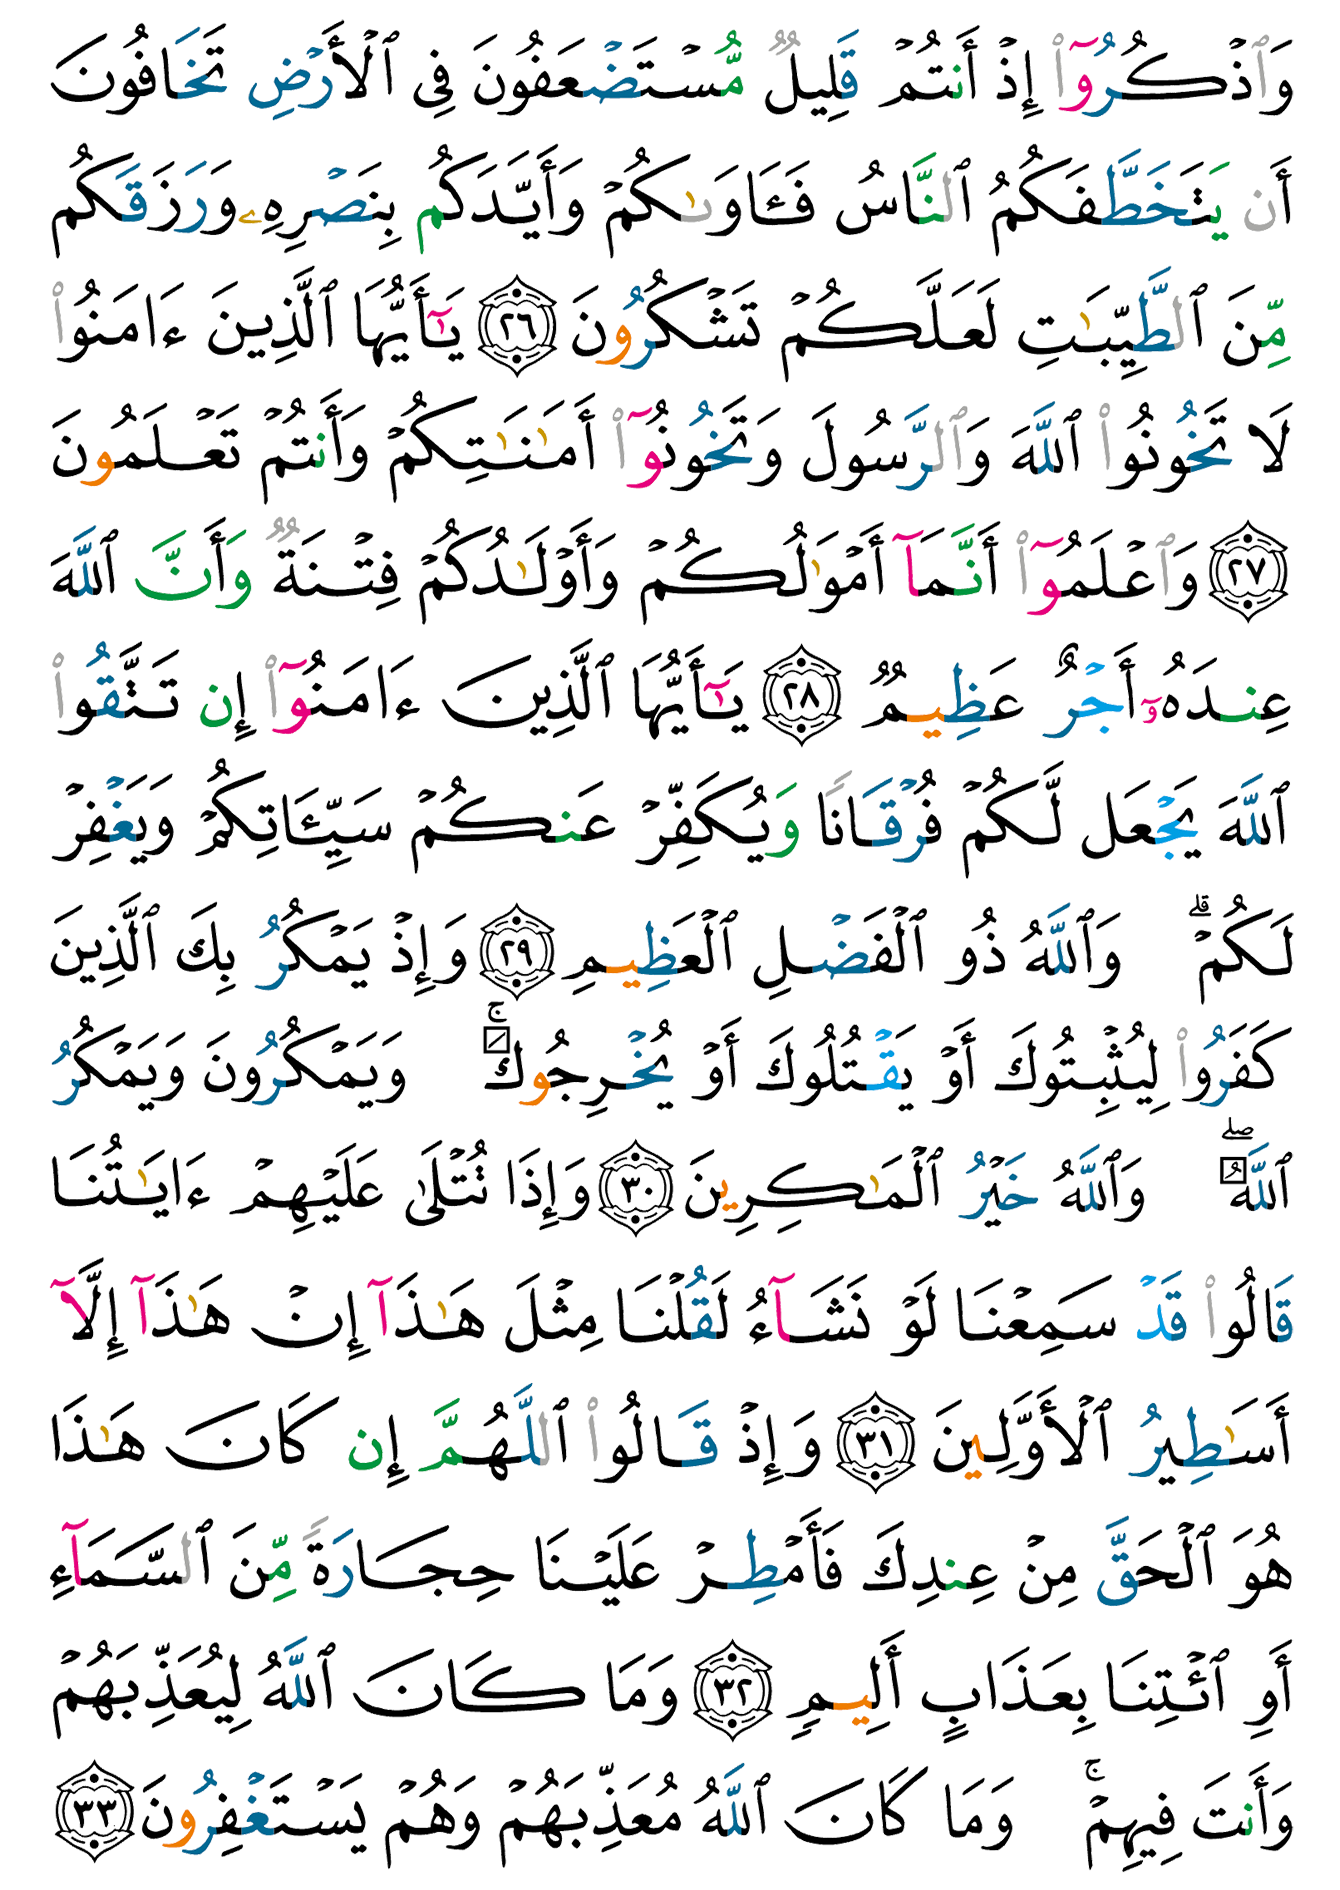 وَٱذۡكُرُوٓاْ إِذۡ أَنتُمۡ قَلِيلٞ مُّسۡتَضۡعَفُونَ فِي ٱلۡأَرۡضِ تَخَافُونَ
أَن يَتَخَطَّفَكُمُ ٱلنَّاسُ فَـَٔاوَىٰكُمۡ وَأَيَّدَكُم بِنَصۡرِهِۦ وَرَزَقَكُم
مِّنَ ٱلطَّيِّبَٰتِ لَعَلَّكُمۡ تَشۡكُرُونَ ٢٦ يَٰٓأَيُّهَا ٱلَّذِينَ ءَامَنُواْ
لَا تَخُونُواْ ٱللَّهَ وَٱلرَّسُولَ وَتَخُونُوٓاْ أَمَٰنَٰتِكُمۡ وَأَنتُمۡ تَعۡلَمُونَ
٢٧ وَٱعۡلَمُوٓاْ أَنَّمَآ أَمۡوَٰلُكُمۡ وَأَوۡلَٰدُكُمۡ فِتۡنَةٞ وَأَنَّ ٱللَّهَ
عِندَهُۥٓ أَجۡرٌ عَظِيمٞ ٢٨ يَٰٓأَيُّهَا ٱلَّذِينَ ءَامَنُوٓاْ إِن تَتَّقُواْ
ٱللَّهَ يَجۡعَل لَّكُمۡ فُرۡقَانٗا وَيُكَفِّرۡ عَنكُمۡ سَيِّـَٔاتِكُمۡ وَيَغۡفِرۡ
لَكُمۡۗ وَٱللَّهُ ذُو ٱلۡفَضۡلِ ٱلۡعَظِيمِ ٢٩ وَإِذۡ يَمۡكُرُ بِكَ ٱلَّذِينَ
كَفَرُواْ لِيُثۡبِتُوكَ أَوۡ يَقۡتُلُوكَ أَوۡ يُخۡرِجُوكَۚ وَيَمۡكُرُونَ وَيَمۡكُرُ
ٱللَّهُۖ وَٱللَّهُ خَيۡرُ ٱلۡمَٰكِرِينَ ٣٠ وَإِذَا تُتۡلَىٰ عَلَيۡهِمۡ ءَايَٰتُنَا
قَالُواْ قَدۡ سَمِعۡنَا لَوۡ نَشَآءُ لَقُلۡنَا مِثۡلَ هَٰذَآ إِنۡ هَٰذَآ إِلَّآ
أَسَٰطِيرُ ٱلۡأَوَّلِينَ ٣١ وَإِذۡ قَالُواْ ٱللَّهُمَّ إِن كَانَ هَٰذَا
هُوَ ٱلۡحَقَّ مِنۡ عِندِكَ فَأَمۡطِرۡ عَلَيۡنَا حِجَارَةٗ مِّنَ ٱلسَّمَآءِ
أَوِ ٱئۡتِنَا بِعَذَابٍ أَلِيمٖ ٣٢ وَمَا كَانَ ٱللَّهُ لِيُعَذِّبَهُمۡ
وَأَنتَ فِيهِمۡۚ وَمَا كَانَ ٱللَّهُ مُعَذِّبَهُمۡ وَهُمۡ يَسۡتَغۡفِرُونَ ٣٣